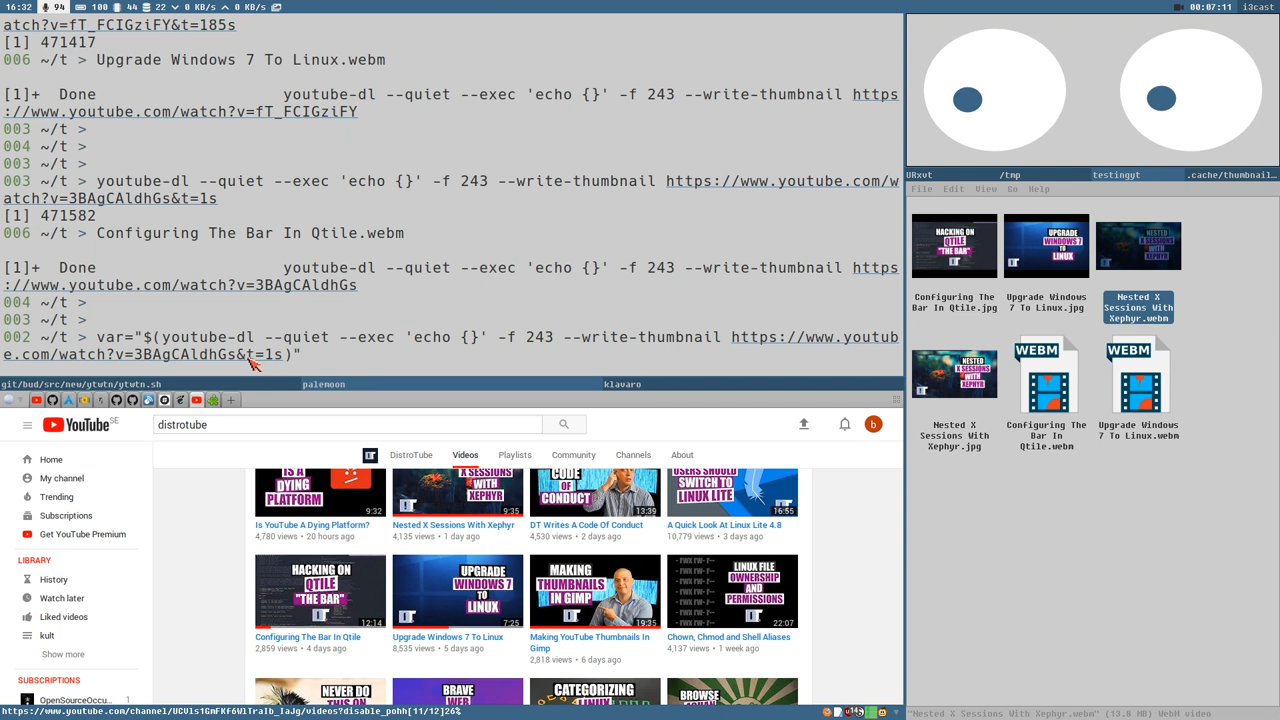 16:32 94 100 44 22 0 KB/s 0 KB/s 00:07:11 i3cast
atch?v=fT_FCIGziFY&t=185s
[1] 471417
006 ~/t > Upgrade Windows 7 To Linux.webm
[1]+ Done youtube-dl --quiet --exec 'echo {}' -f 243 --write-thumbnail https
://www.youtube.com/watch?v=fT_FCIGziFY
003 ~/t >
004 ~/t >
003 ~/t >
003 ~/t > youtube-dl --quiet --exec 'echo {}' -f 243 --write-thumbnail https://www.youtube.com/w
atch?v=3BAgCAldhGs&t=1s
[1] 471582
006 ~/t > Configuring The Bar In Qtile.webm
[1]+ Done youtube-dl --quiet --exec 'echo {}' -f 243 --write-thumbnail https
://www.youtube.com/watch?v=3BAgCAldhGs
004 ~/t >
003 ~/t >
002 ~/t > var="$(youtube-dl --quiet --exec 'echo {}' -f 243 --write-thumbnail https://www.youtub
e.com/watch?v=3BAgCAldhGs&t=1s)"
git/bud/src/new/ytwtn/ytwtn.sh palemoon klavaro
YouTube SE distrotube
DistroTube Videos Playlists Community Channels About
Home
My channel
Trending
Subscriptions
Get YouTube Premium
LIBRARY
History
Watch later
Liked videos
kult
Show more
SUBSCRIPTIONS
OpenSourceOccu... 1
IS A DYING PLATFORM 9:32
Is YouTube A Dying Platform?
4,780 views • 20 hours ago
X SESSIONS WITH XEPHYR 9:35
Nested X Sessions With Xephyr
4,135 views • 1 day ago
CODE OF CONDUCT 13:39
DT Writes A Code Of Conduct
4,530 views • 2 days ago
USERS SHOULD SWITCH TO LINUX LITE 16:55
A Quick Look At Linux Lite 4.8
10,779 views • 3 days ago
HACKING ON QTILE "THE BAR" 12:14
Configuring The Bar In Qtile
2,859 views • 4 days ago
UPGRADE WINDOWS 7 TO LINUX 7:25
Upgrade Windows 7 To Linux
8,535 views • 5 days ago
MAKING THUMBNAILS IN GIMP 19:35
Making YouTube Thumbnails In
Gimp
2,818 views • 6 days ago
LINUX FILE OWNERSHIP AND PERMISSIONS 22:07
Chown, Chmod and Shell Aliases
4,137 views • 1 week ago
NEVER DO THIS ON
BRAVE WEB
CATEGORIZING LINUX
BROWSE
URxvt /tmp testingyt .cache/thumbnail...
File Edit View Go Help
HACKING ON QTILE "THE BAR"
UPGRADE WINDOWS 7 TO LINUX
NESTED X SESSIONS WITH XEPHYR
Configuring The Bar In Qtile.jpg
Upgrade Windows 7 To Linux.jpg
Nested X Sessions With Xephyr.webm
NESTED X SESSIONS WITH XEPHYR
WEBM
WEBM
Nested X Sessions With Xephyr.jpg
Configuring The Bar In Qtile.webm
Upgrade Windows 7 To Linux.webm
"Nested X Sessions With Xephyr.webm" (13.8 MB) WebM video